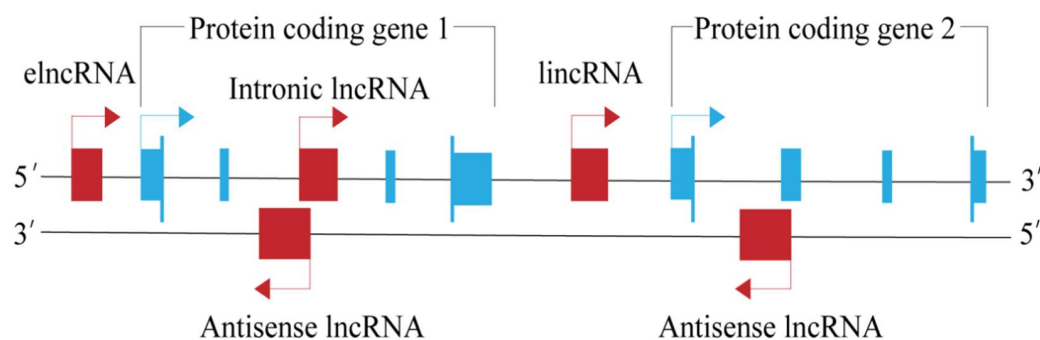 Protein coding gene 1
Protein coding gene 2
elncRNA
Intronic lncRNA
lincRNA
5′
3′
3′
5′
Antisense lncRNA
Antisense lncRNA